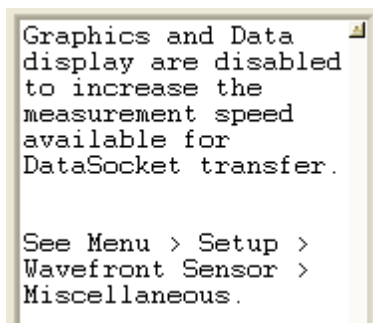 Graphics and Data
display are disabled
to increase the
measurement speed
available for
DataSocket transfer.
See Menu > Setup >
Wavefront Sensor >
Miscellaneous.